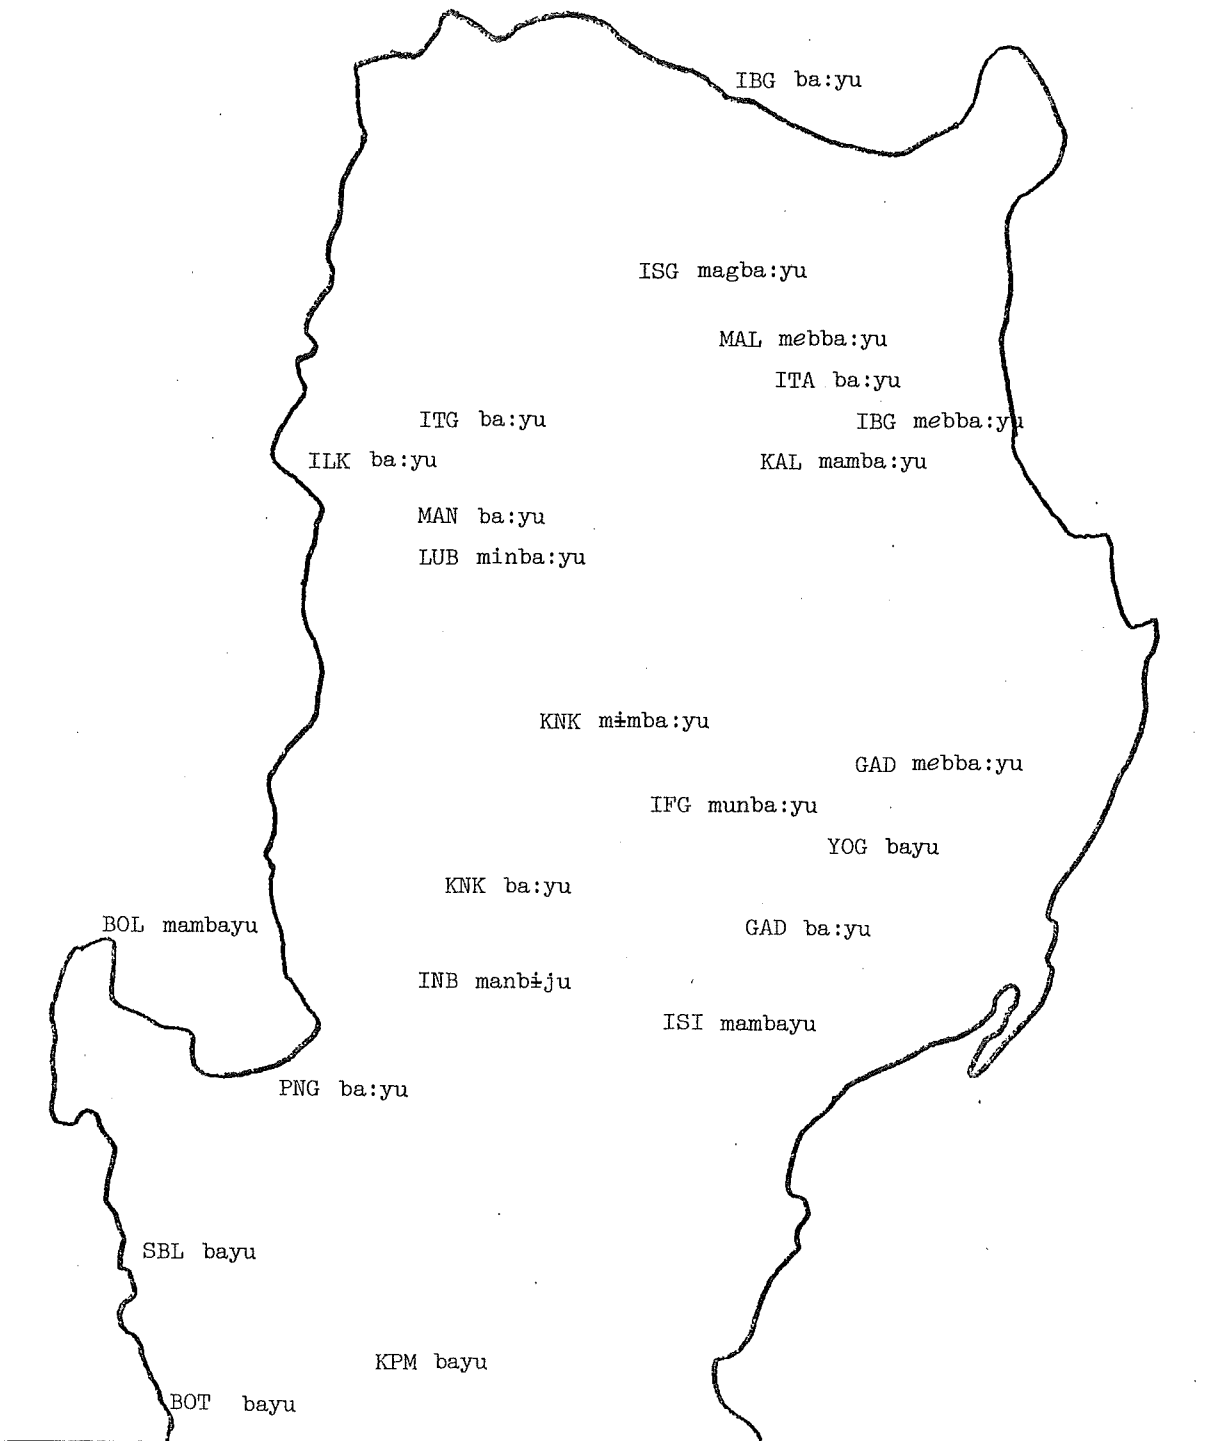 IBG ba:yu
ISG magba:yu
MAL mebba:yu
ITA ba:yu
ITG ba:yu
IBG mebba:yu
ILK ba:yu
KAL mamba:yu
MAN ba:yu
LUB minba:yu
KNK mɨmba:yu
GAD mebba:yu
IFG munba:yu
YOG bayu
KNK ba:yu
BOL mambayu
GAD ba:yu
INB manbɨju
ISI mambayu
PNG ba:yu
SBL bayu
KPM bayu
BOT bayu